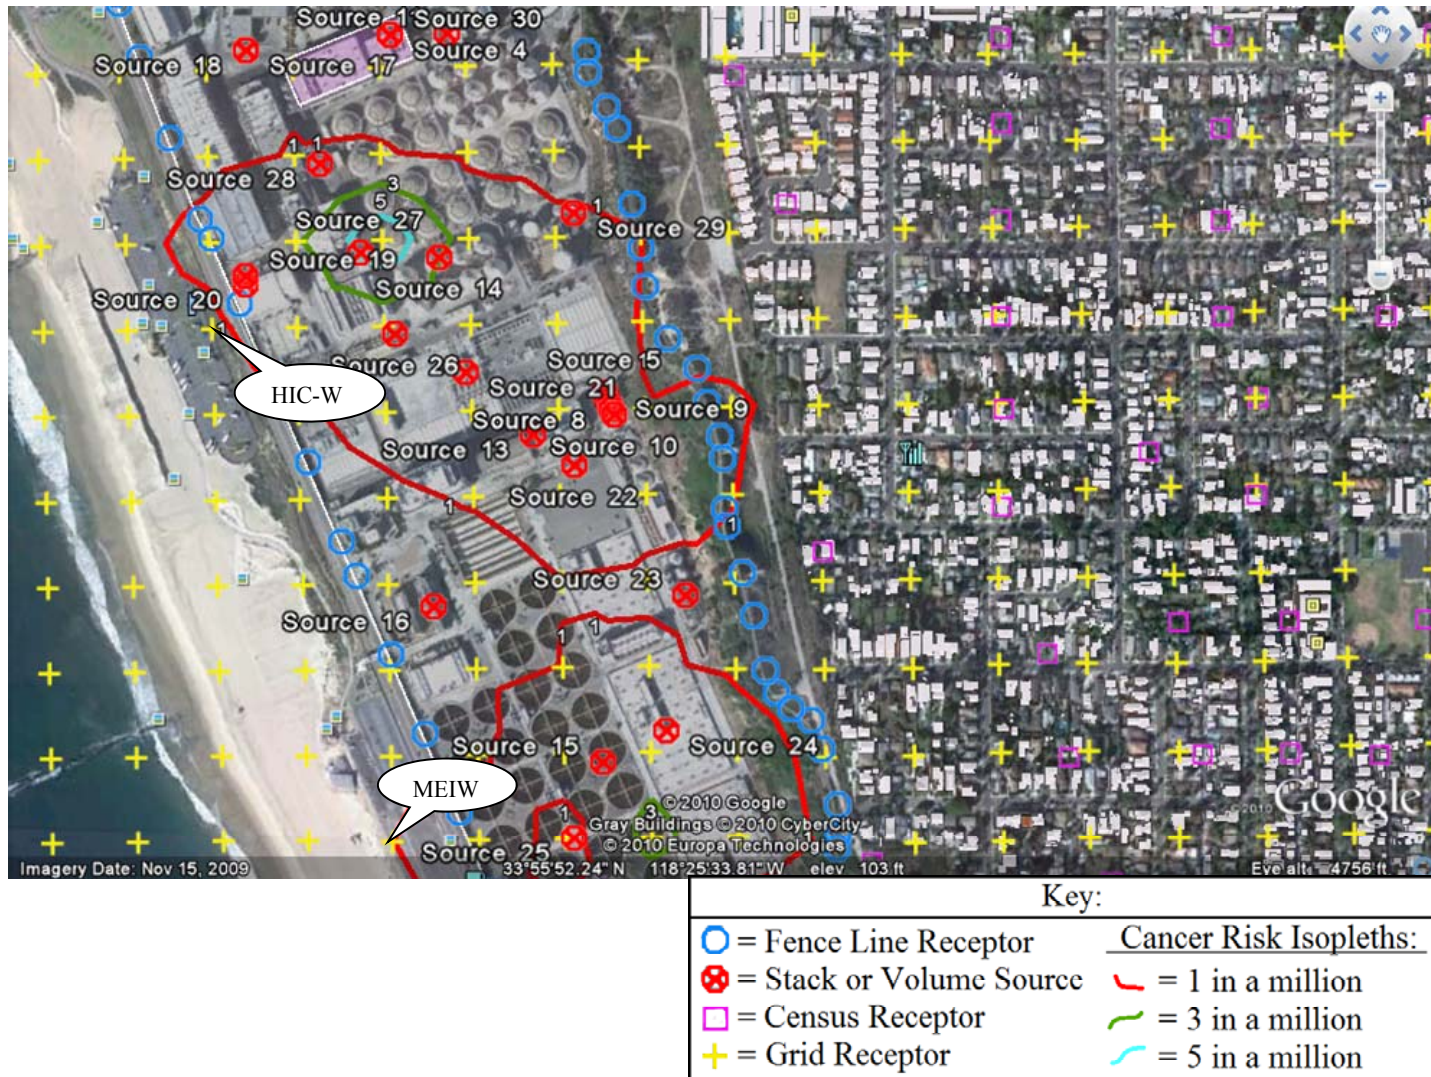 Source 1
Source 30
Source 18
Source 17
Source 4
1 1
Source 28
3
5
1
Source 27
Source 29
Source 19
Source 14
Source 20
1
Source 26
Source 15
HIC-W
Source 21
Source 9
Source 8
Source 13
Source 10
1
Source 22
1
Source 23
Source 16
1
1
Source 15
Source 24
MEIW
1
3
© 2010 Google
Gray Buildings © 2010 CyberCity
© 2010 Europa Technologies
1
Source 25
© 2010
Google
Imagery Date: Nov 15, 2009
33°55'52.24" N 118°25'33.81" W elev 103 ft
Eye alt 4756 ft
Key:
= Fence Line Receptor
= Stack or Volume Source
= Census Receptor
= Grid Receptor
Cancer Risk Isopleths:
= 1 in a million
= 3 in a million
= 5 in a million